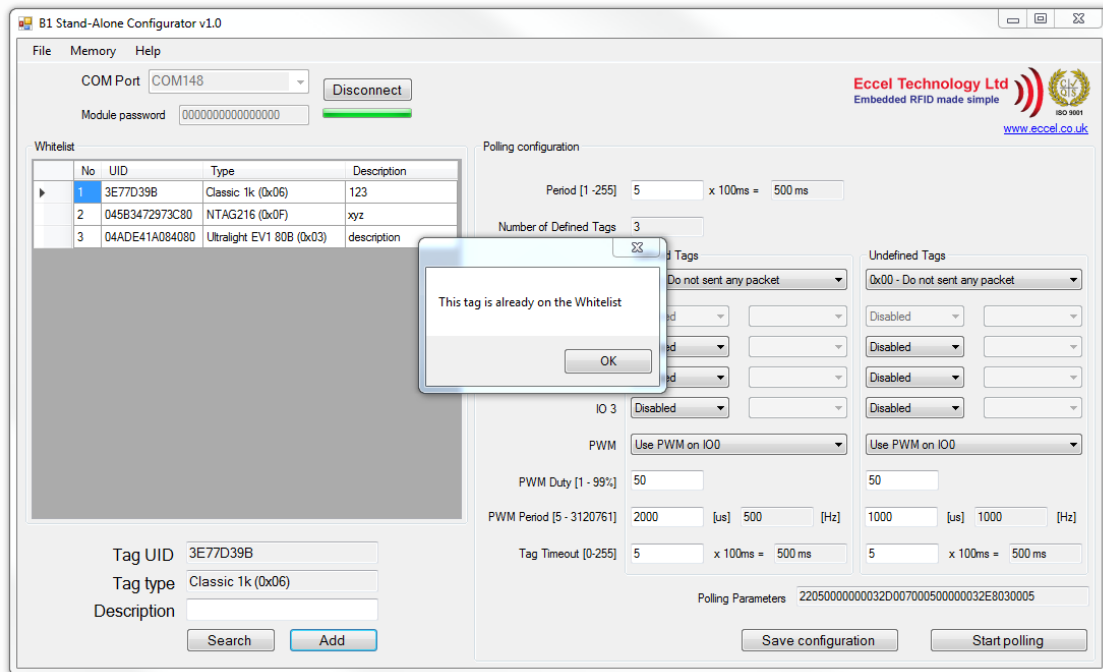 B1 Stand-Alone Configurator v1.0
File Memory Help
COM Port COM148
Disconnect
Module password 0000000000000000
Eccel Technology Ltd
Embedded RFID made simple
ISO 9001
www.eccel.co.uk
Whitelist
No UID Type Description
1 3E77D39B Classic 1k (0x06) 123
2 045B3472973C80 NTAG216 (0x0F) xyz
3 04ADE41A084080 Ultralight EV1 80B (0x03) description
Polling configuration
Period [1 -255] 5 x 100ms = 500 ms
Number of Defined Tags 3
d Tags
Undefined Tags
Do not sent any packet
0x00 - Do not sent any packet
This tag is already on the Whitelist
OK
ed Disabled
ed Disabled
ed Disabled
IO 3 Disabled Disabled
PWM Use PWM on IO0 Use PWM on IO0
PWM Duty [1 - 99%] 50 50
PWM Period [5 - 3120761] 2000 [us] 500 [Hz] 1000 [us] 1000 [Hz]
Tag Timeout [0-255] 5 x 100ms = 500 ms 5 x 100ms = 500 ms
Tag UID 3E77D39B
Tag type Classic 1k (0x06)
Description
Search Add
Polling Parameters 22050000000032D007000500000032E8030005
Save configuration Start polling